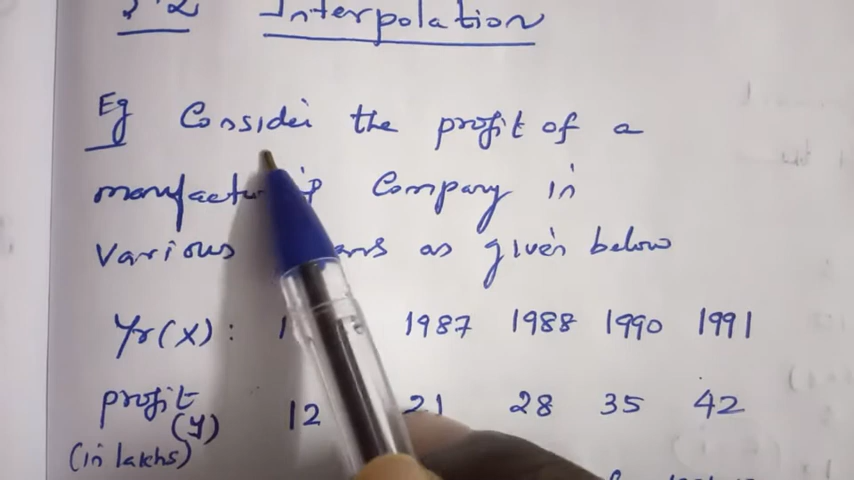 Interpolation
Eg Consider the profit of a
Company in
Various as given below
Yr(X): 1987 1988 1990 1991
profit 12 21 28 35 42
(Y)
(in lakhs)